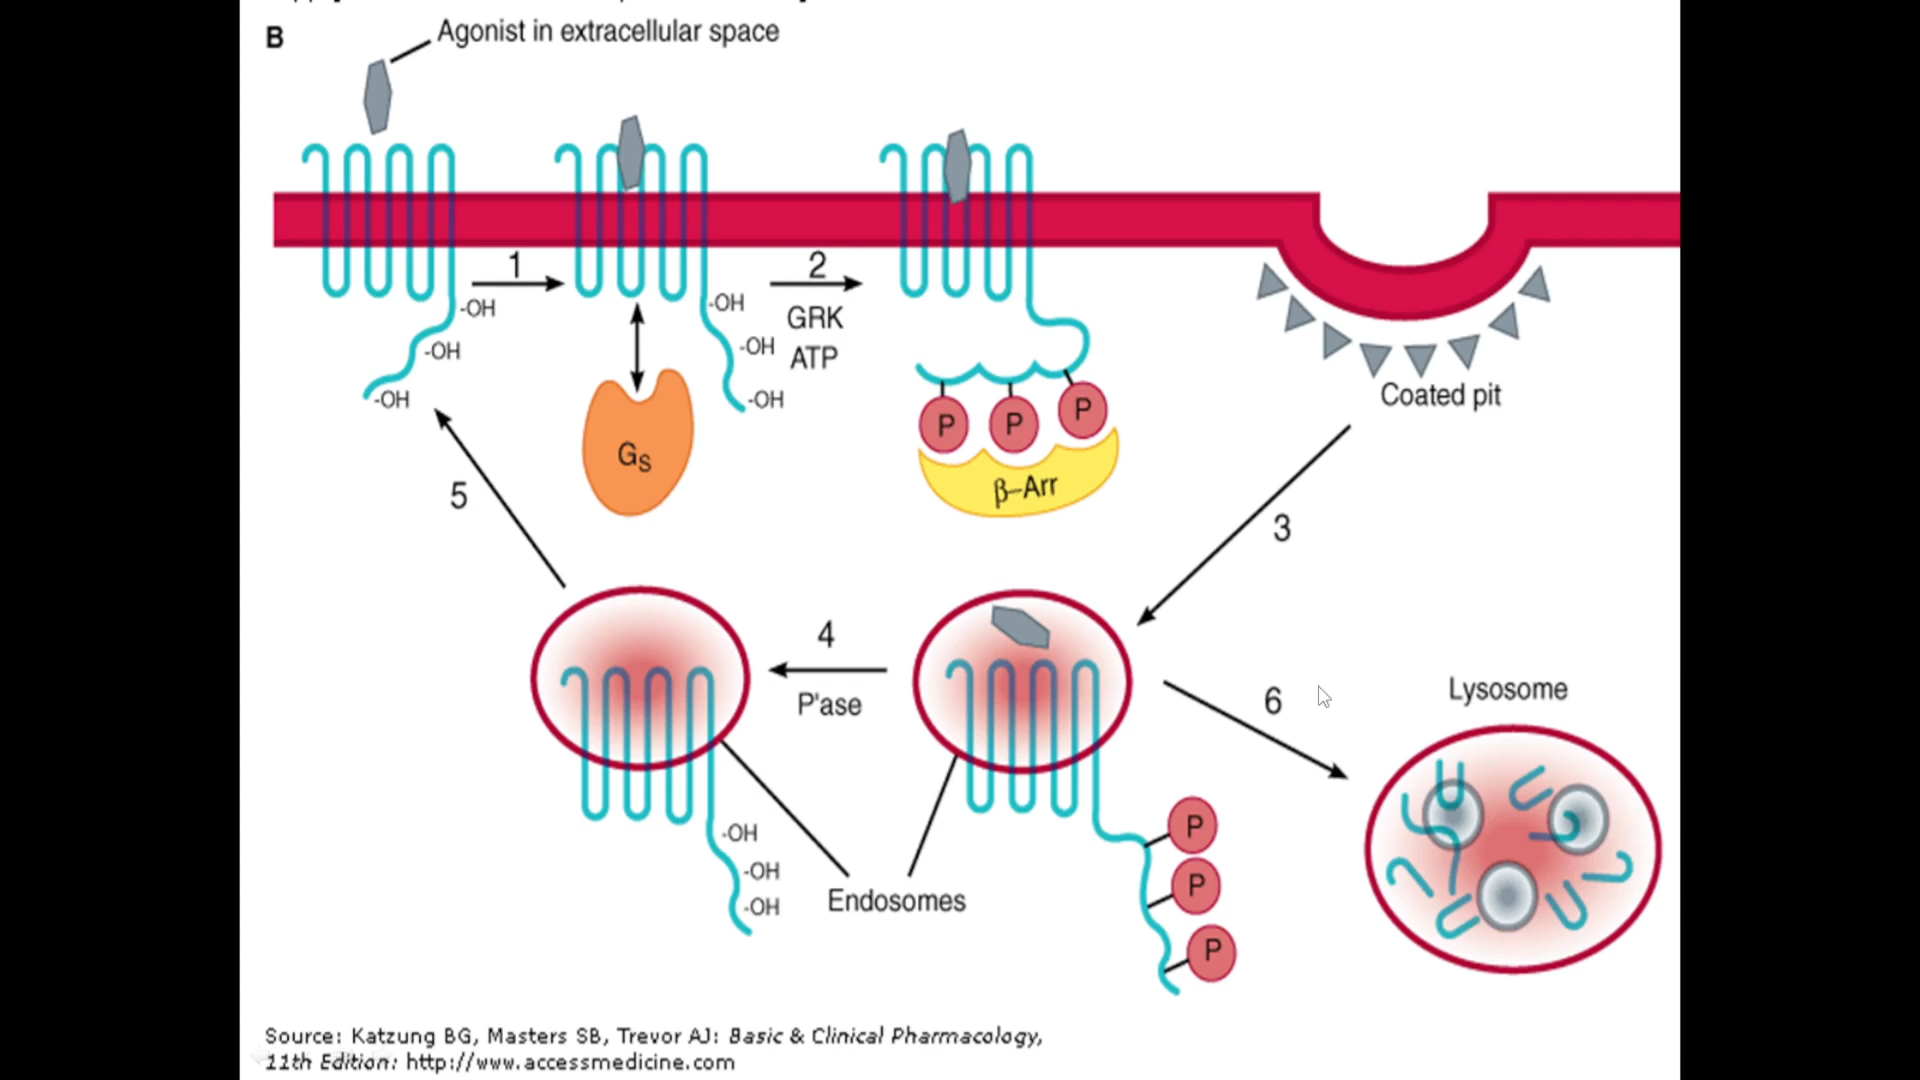 B
Agonist in extracellular space
1
2
GRK
ATP
-OH
-OH
-OH
-OH
-OH
-OH
Gs
P
P
P
β–Arr
Coated pit
3
5
4
P'ase
6
Lysosome
-OH
-OH
-OH
Endosomes
P
P
P
Source: Katzung BG, Masters SB, Trevor AJ: Basic & Clinical Pharmacology,
11th Edition: http://www.accessmedicine.com